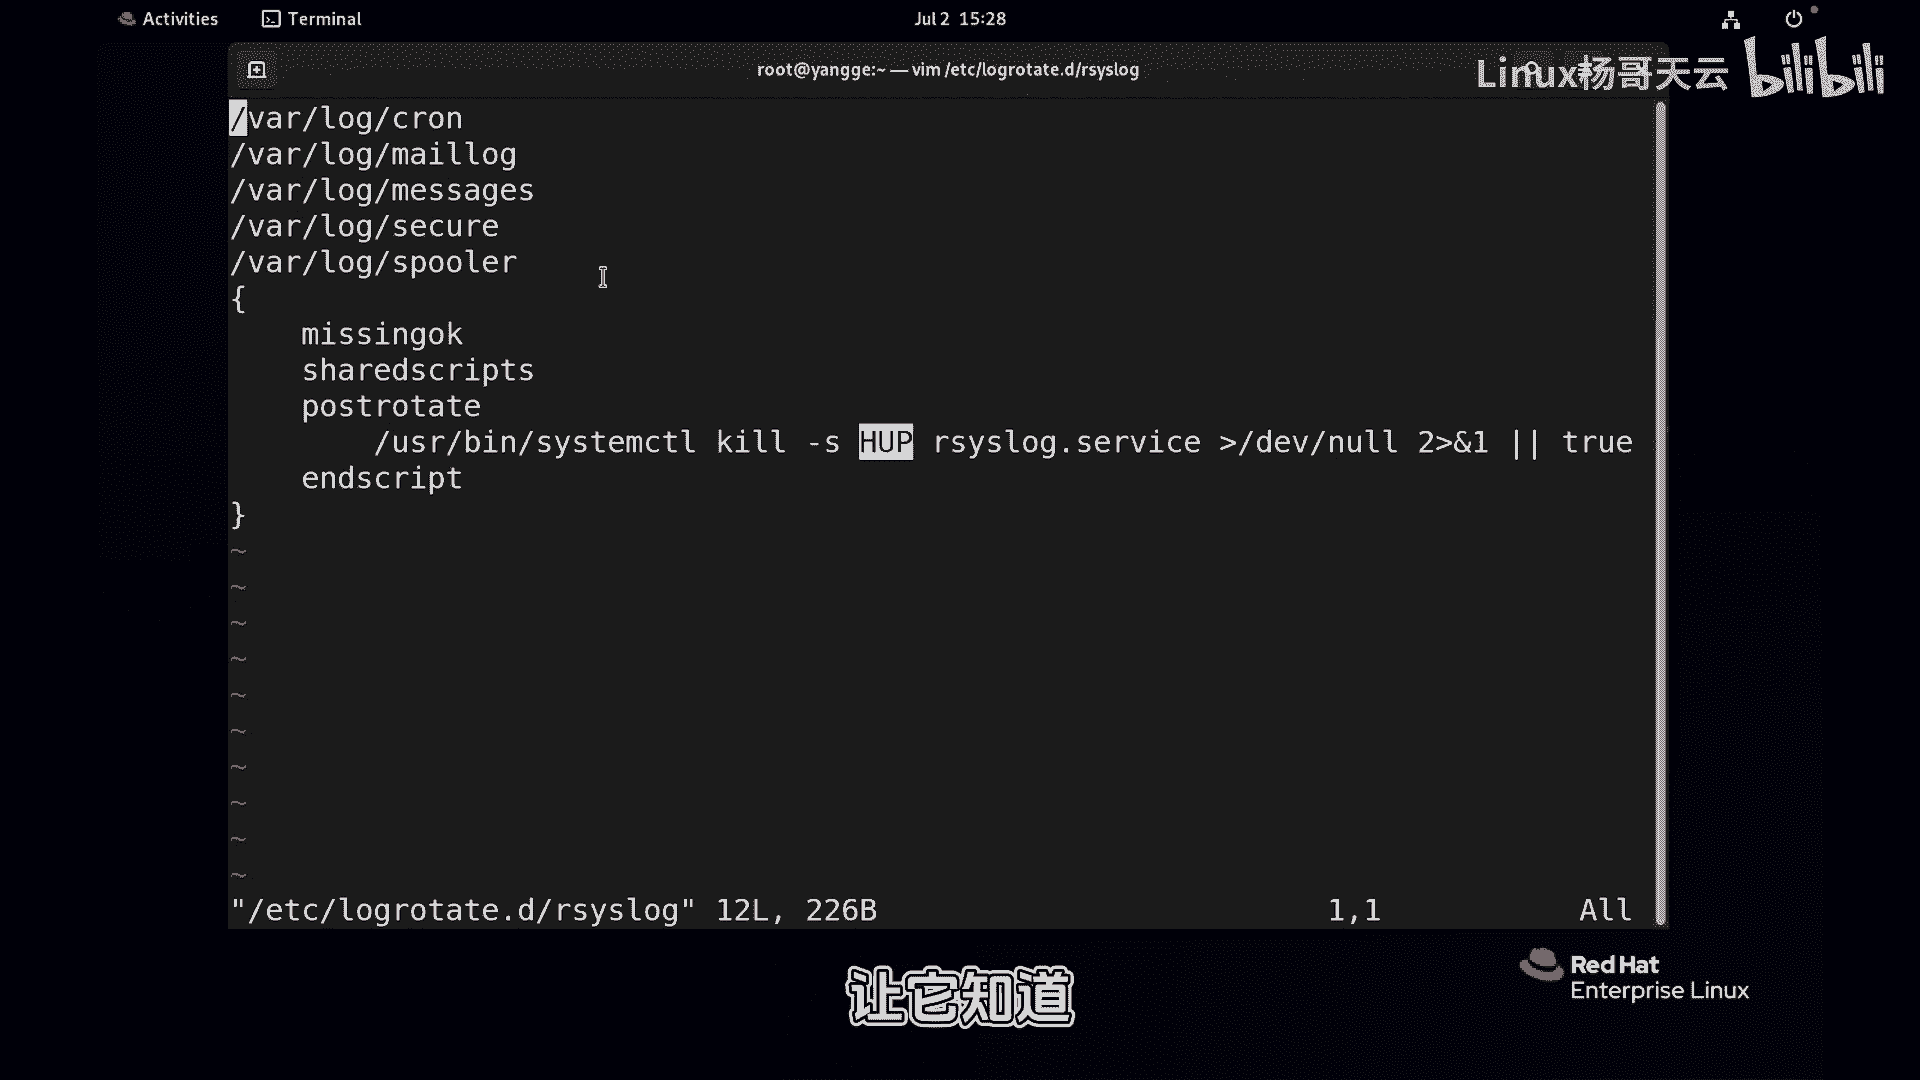 Activities Terminal Jul 2 15:28
root@yangge:~ — vim /etc/logrotate.d/rsyslog
Linux杨哥天云 bilibili
/var/log/cron
/var/log/maillog
/var/log/messages
/var/log/secure
/var/log/spooler
{
    missingok
    sharedscripts
    postrotate
        /usr/bin/systemctl kill -s HUP rsyslog.service >/dev/null 2>&1 || true
    endscript
}
~
~
~
~
~
~
~
~
~
~
"/etc/logrotate.d/rsyslog" 12L, 226B 1,1 All
Red Hat
Enterprise Linux
让它知道